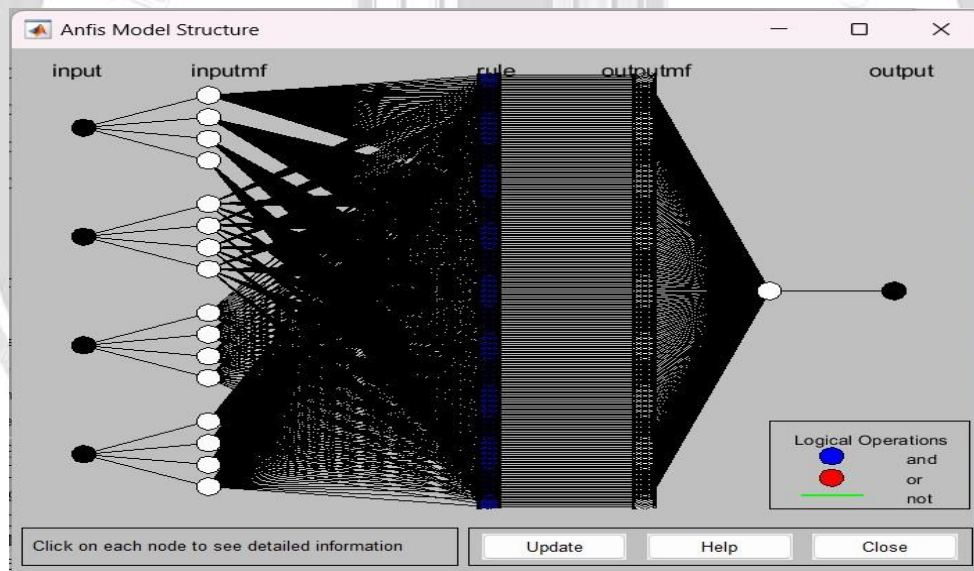 Anfis Model Structure
input inputmf rule outputmf output
Logical Operations
and
or
not
Click on each node to see detailed information
Update Help Close